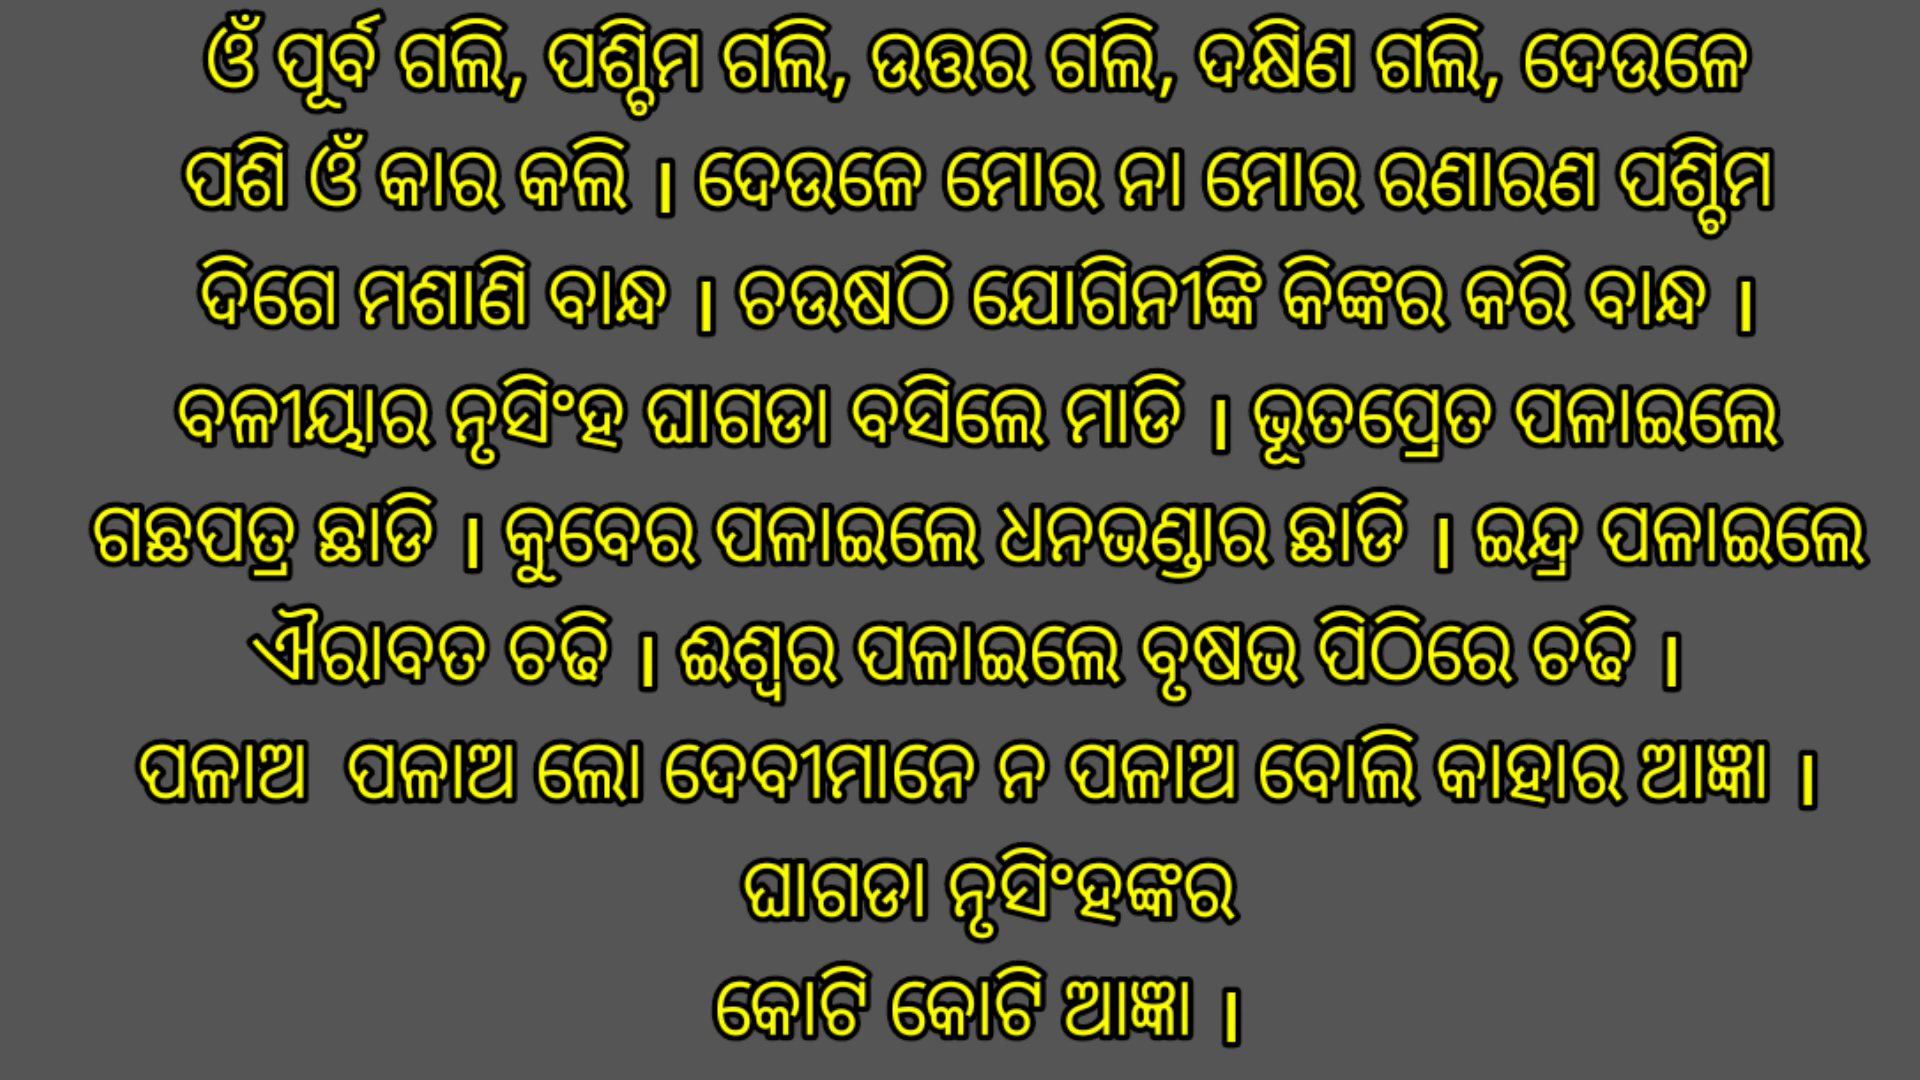 ଓଁ ପୂର୍ବ ଗଲି, ପଶ୍ଚିମ ଗଲି, ଉତ୍ତର ଗଲି, ଦକ୍ଷିଣ ଗଲି, ଦେଉଳେ
ପଶି ଓଁ କାର କଲି । ଦେଉଳେ ମୋର ନା ମୋର ରଣାରଣ ପଶ୍ଚିମ
ଦିଗେ ମଶାଣି ବାନ୍ଧ । ଚଉଷଠି ଯୋଗିନୀଙ୍କି କିଙ୍କର କରି ବାନ୍ଧ ।
ବଳୀୟାର ନୃସିଂହ ଘାଗଡା ବସିଲେ ମାଡି । ଭୂତପ୍ରେତ ପଳାଇଲେ
ଗଛପତ୍ର ଛାଡି । କୁବେର ପଳାଇଲେ ଧନଭଣ୍ଡାର ଛାଡି । ଇନ୍ଦ୍ର ପଳାଇଲେ
ଐରାବତ ଚଢି । ଈଶ୍ୱର ପଳାଇଲେ ବୃଷଭ ପିଠିରେ ଚଢି ।
ପଳାଅ  ପଳାଅ ଲୋ ଦେବୀମାନେ ନ ପଳାଅ ବୋଲି କାହାର ଆଜ୍ଞା ।
ଘାଗଡା ନୃସିଂହଙ୍କର
କୋଟି କୋଟି ଆଜ୍ଞା ।